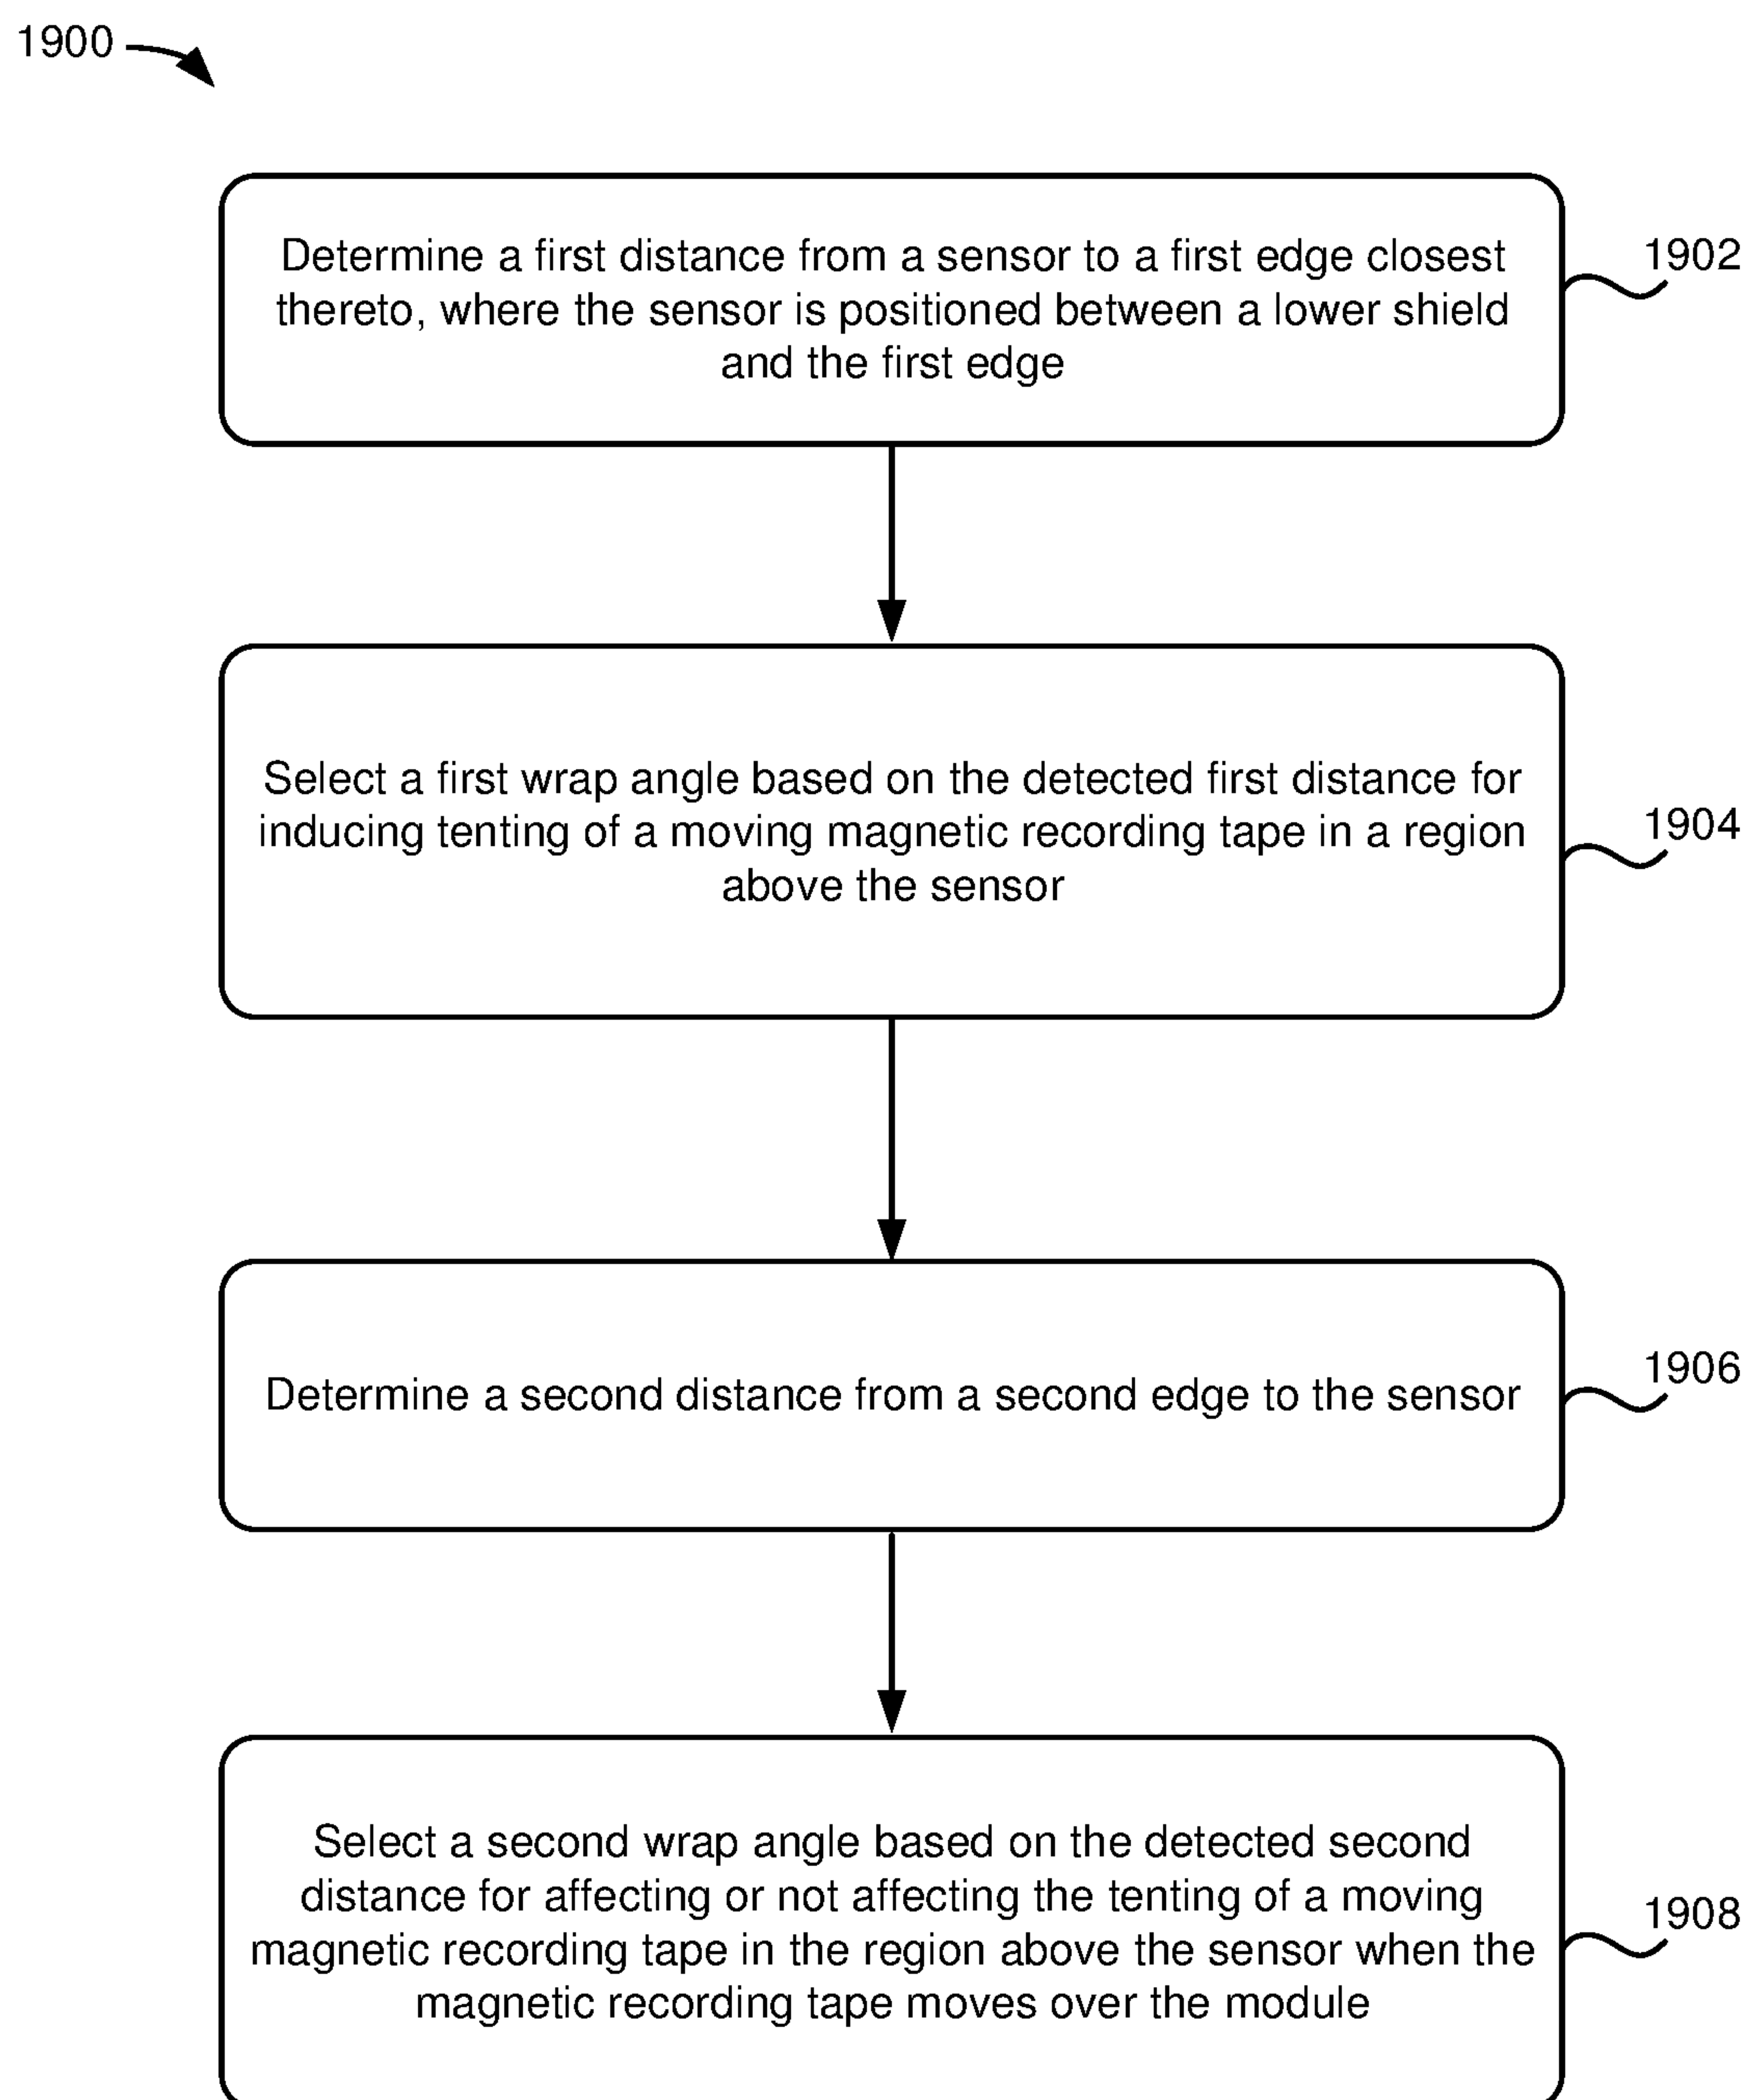 1900
Determine a first distance from a sensor to a first edge closest
thereto, where the sensor is positioned between a lower shield
and the first edge
1902
Select a first wrap angle based on the detected first distance for
inducing tenting of a moving magnetic recording tape in a region
above the sensor
1904
Determine a second distance from a second edge to the sensor
1906
Select a second wrap angle based on the detected second
distance for affecting or not affecting the tenting of a moving
magnetic recording tape in the region above the sensor when the
magnetic recording tape moves over the module
1908